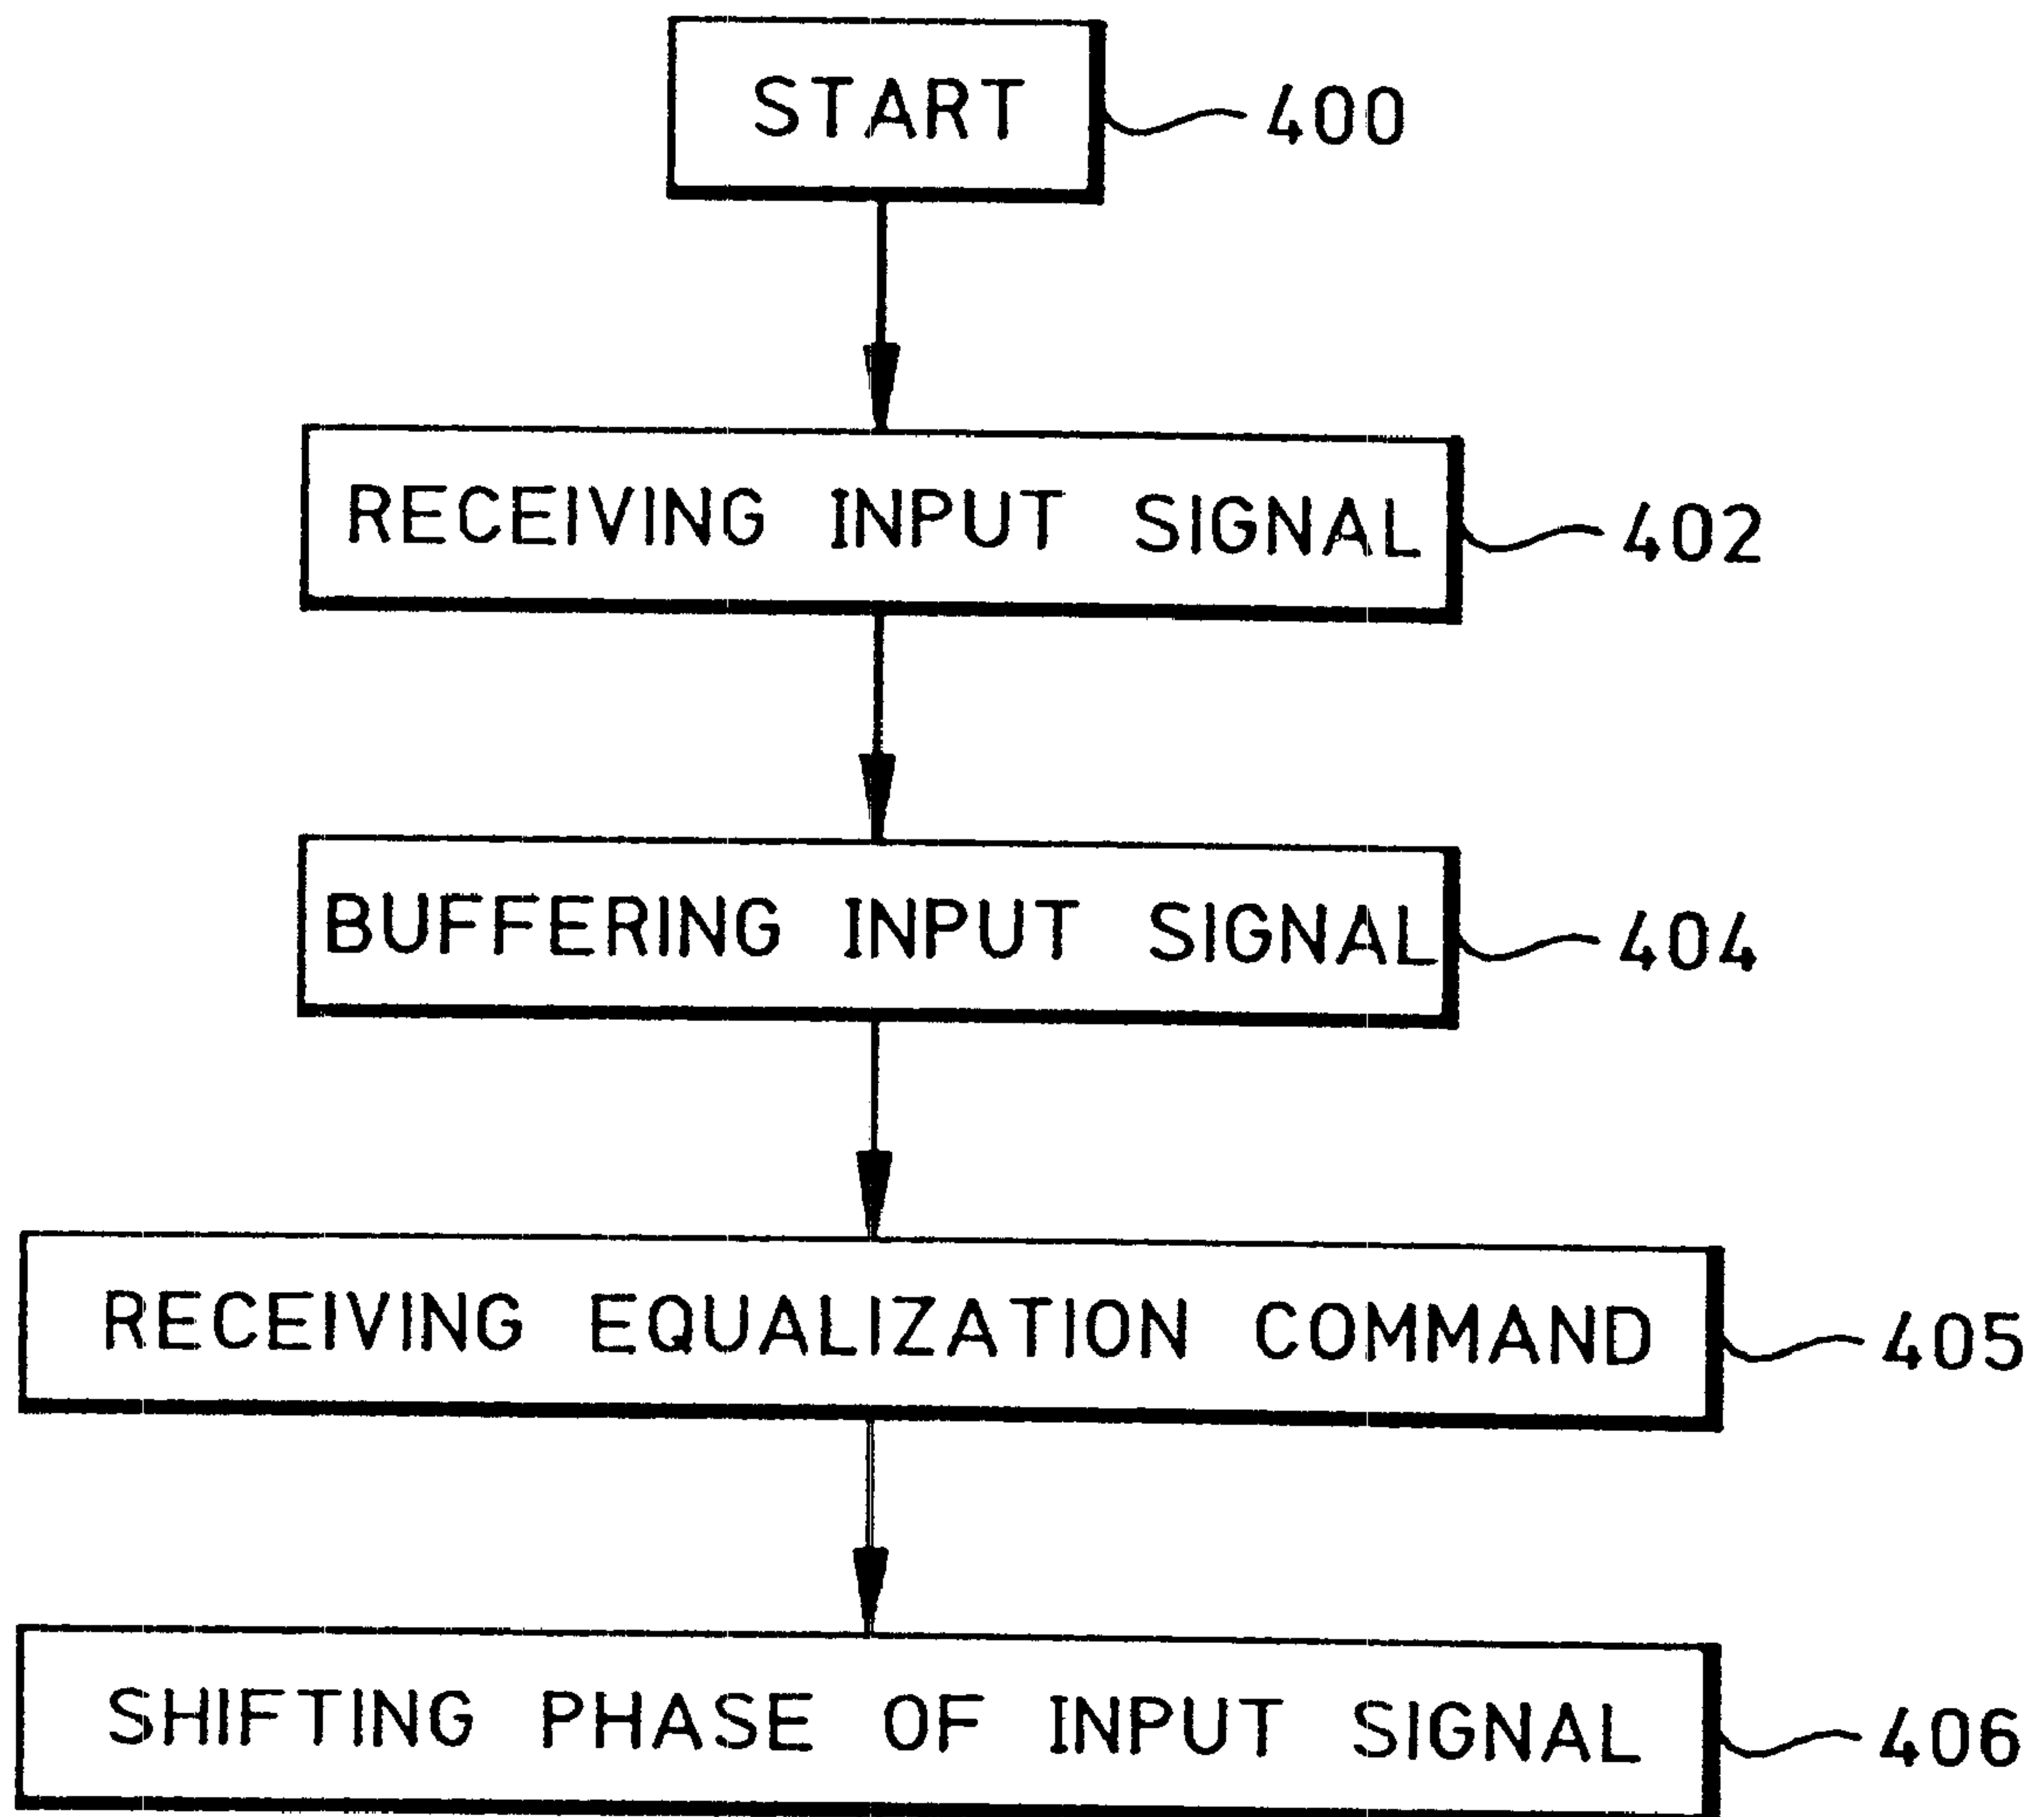 START 400
RECEIVING INPUT SIGNAL 402
BUFFERING INPUT SIGNAL 404
RECEIVING EQUALIZATION COMMAND 405
SHIFTING PHASE OF INPUT SIGNAL 406